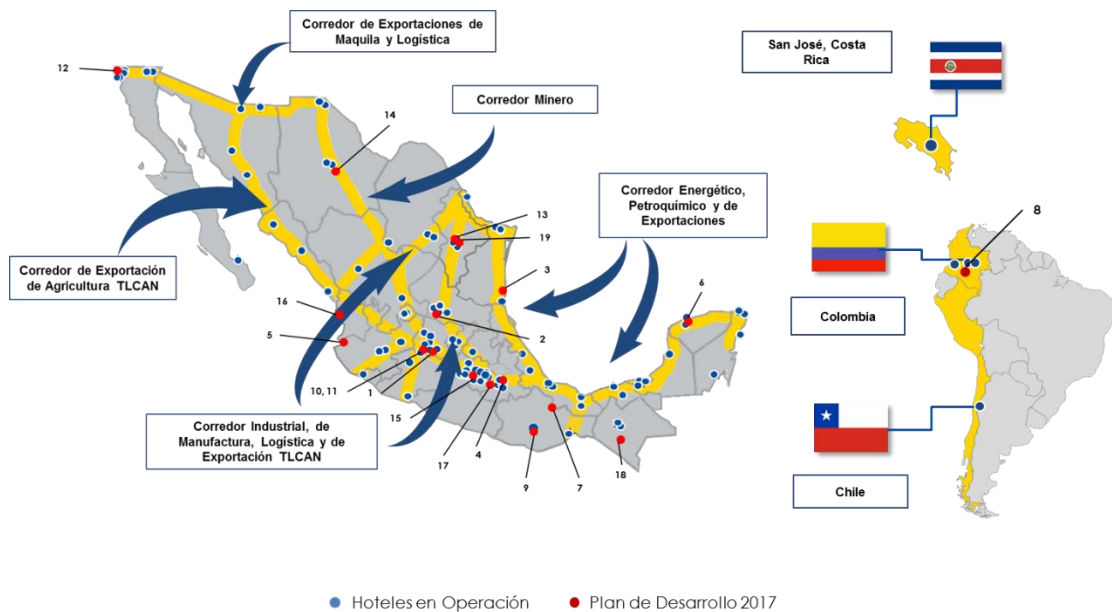 Corredor de Exportaciones de
Maquila y Logística
San José, Costa
Rica
12
Corredor Minero
14
Corredor Energético,
Petroquímico y de
Exportaciones
13
19
8
Corredor de Exportación
de Agricultura TLCAN
3
6
16
5
2
Colombia
10, 11
1
15
Corredor Industrial, de
Manufactura, Logística y de
Exportación TLCAN
17
4
9
7
18
Chile
Hoteles en Operación
Plan de Desarrollo 2017